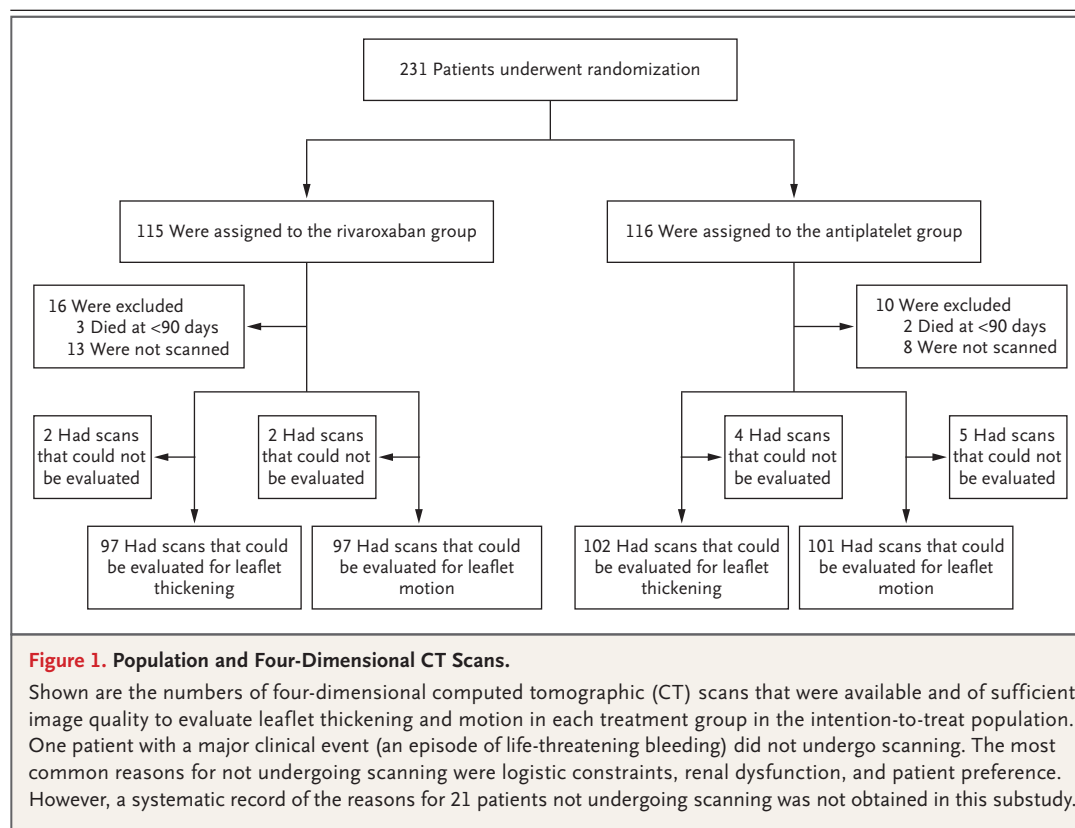 231 Patients underwent randomization
115 Were assigned to the rivaroxaban group
116 Were assigned to the antiplatelet group
16 Were excluded
3 Died at <90 days
13 Were not scanned
10 Were excluded
2 Died at <90 days
8 Were not scanned
2 Had scans
that could not
be evaluated
2 Had scans
that could not
be evaluated
4 Had scans
that could not
be evaluated
5 Had scans
that could not
be evaluated
97 Had scans that could
be evaluated for leaflet
thickening
97 Had scans that could
be evaluated for leaflet
motion
102 Had scans that could
be evaluated for leaflet
thickening
101 Had scans that could
be evaluated for leaflet
motion
Figure 1. Population and Four-Dimensional CT Scans.
Shown are the numbers of four-dimensional computed tomographic (CT) scans that were available and of sufficient
image quality to evaluate leaflet thickening and motion in each treatment group in the intention-to-treat population.
One patient with a major clinical event (an episode of life-threatening bleeding) did not undergo scanning. The most
common reasons for not undergoing scanning were logistic constraints, renal dysfunction, and patient preference.
However, a systematic record of the reasons for 21 patients not undergoing scanning was not obtained in this substudy.